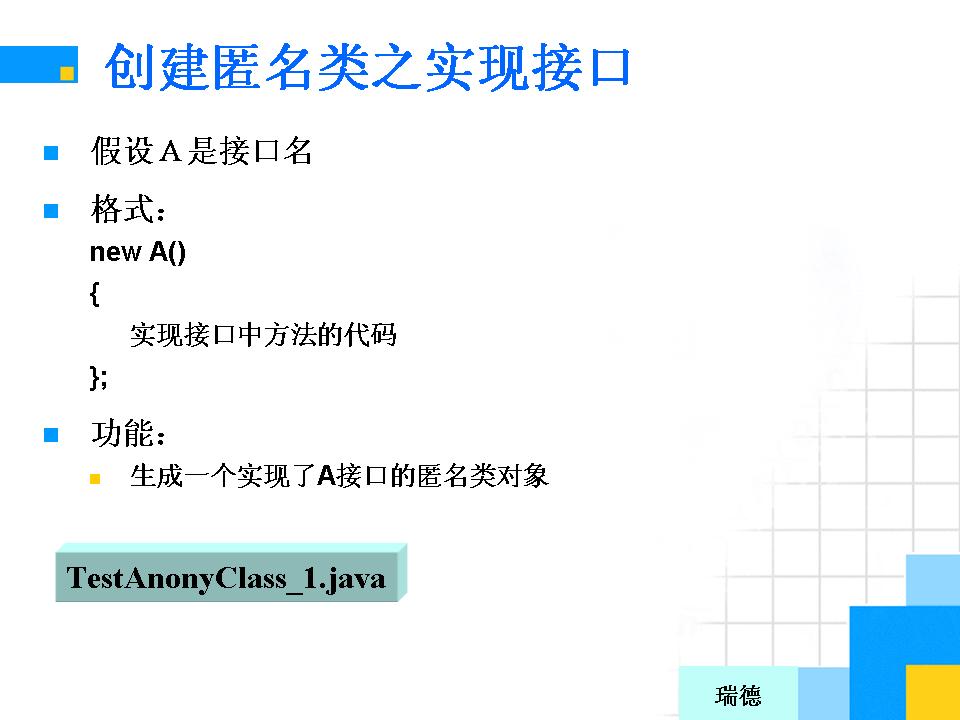 创建匿名类之实现接口
假设A是接口名
格式：
new A()
{
实现接口中方法的代码
};
功能：
生成一个实现了A接口的匿名类对象
TestAnonyClass_1.java
瑞德